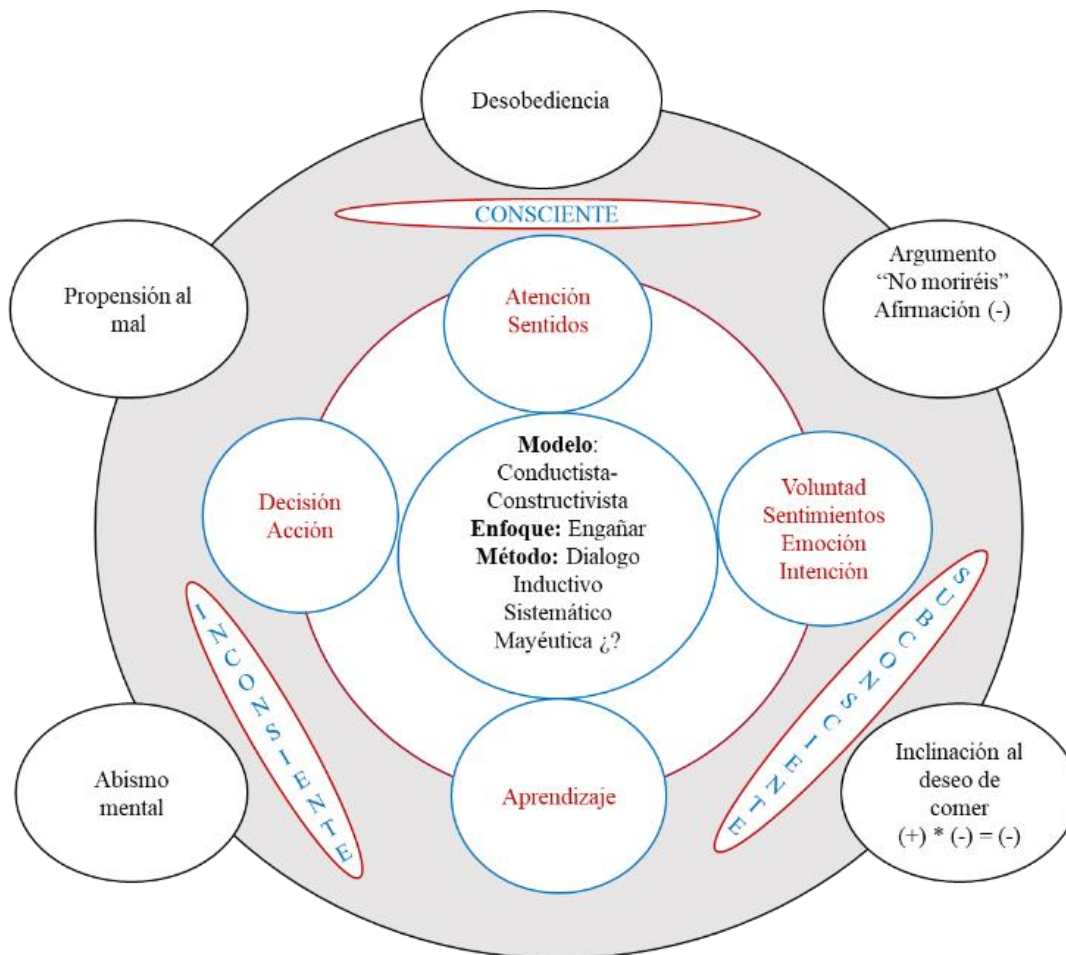 Desobediencia
CONSCIENTE
Propensión al
mal
Argumento
“No moriréis”
Afirmación (-)
Atención
Sentidos
Decisión
Acción
Modelo:
Conductista-
Constructivista
Enfoque: Engañar
Método: Dialogo
Inductivo
Sistemático
Mayéutica ¿?
Voluntad
Sentimientos
Emoción
Intención
INCONSIENTE
SUBCONSCIENTE
Abismo
mental
Aprendizaje
Inclinación al
deseo de
comer
(+) * (-) = (-)